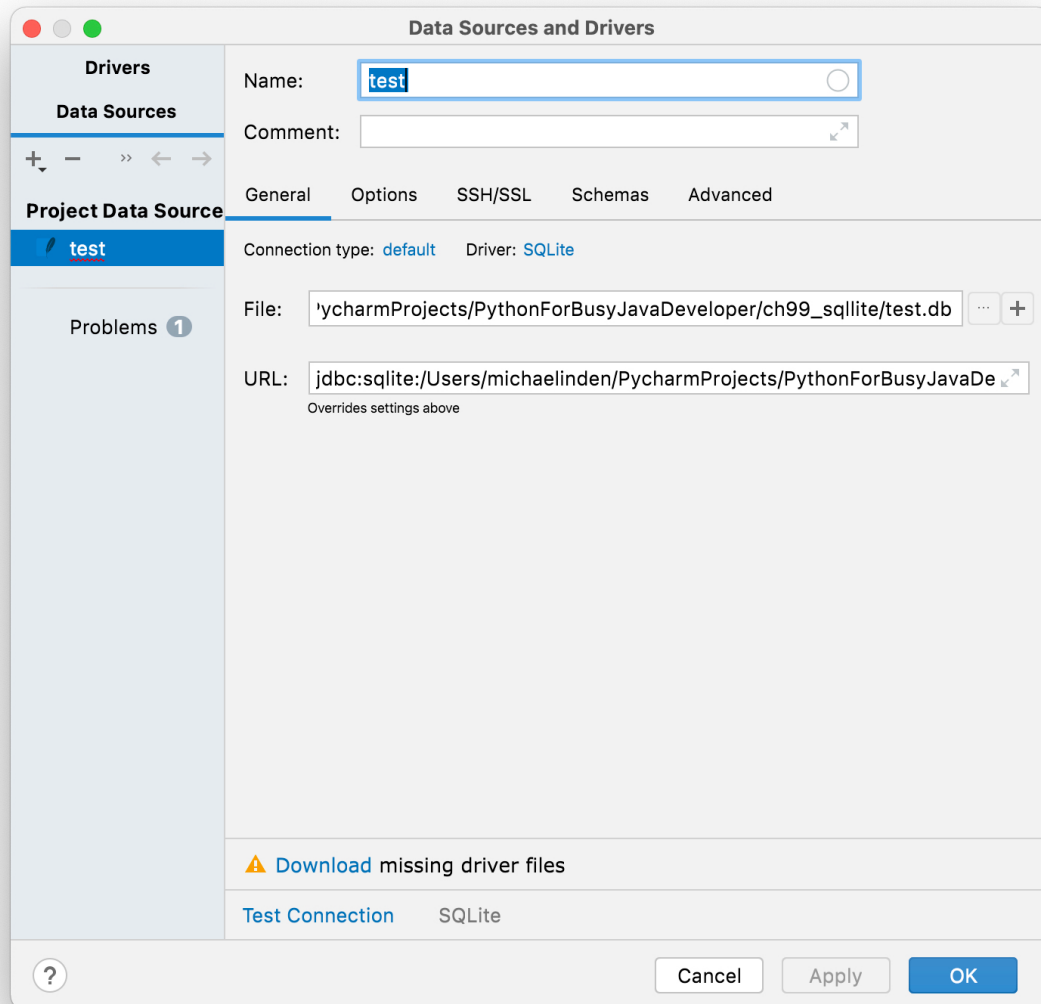 Data Sources and Drivers
Drivers
Data Sources
Project Data Source
test
Problems 1
Name: test
Comment:
General Options SSH/SSL Schemas Advanced
Connection type: default Driver: SQLite
File: PycharmProjects/PythonForBusyJavaDeveloper/ch99_sqllite/test.db ...
URL: jdbc:sqlite:/Users/michaelinden/PycharmProjects/PythonForBusyJavaDe
Overrides settings above
Download missing driver files
Test Connection SQLite
? Cancel Apply OK